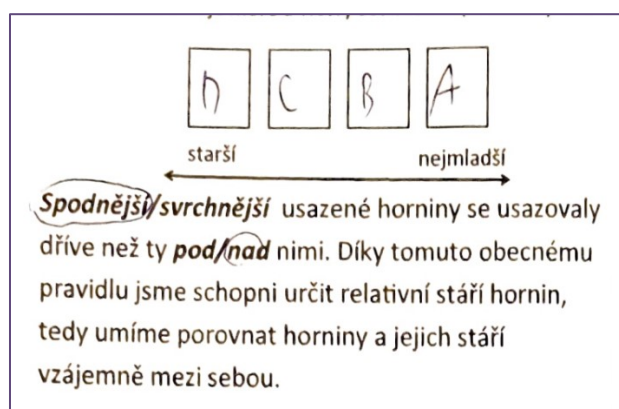 D C B A
starší nejmladší
Spodnější/svrchnější usazené horniny se usazovaly
dříve než ty pod/nad nimi. Díky tomuto obecnému
pravidlu jsme schopni určit relativní stáří hornin,
tedy umíme porovnat horniny a jejich stáří
vzájemně mezi sebou.